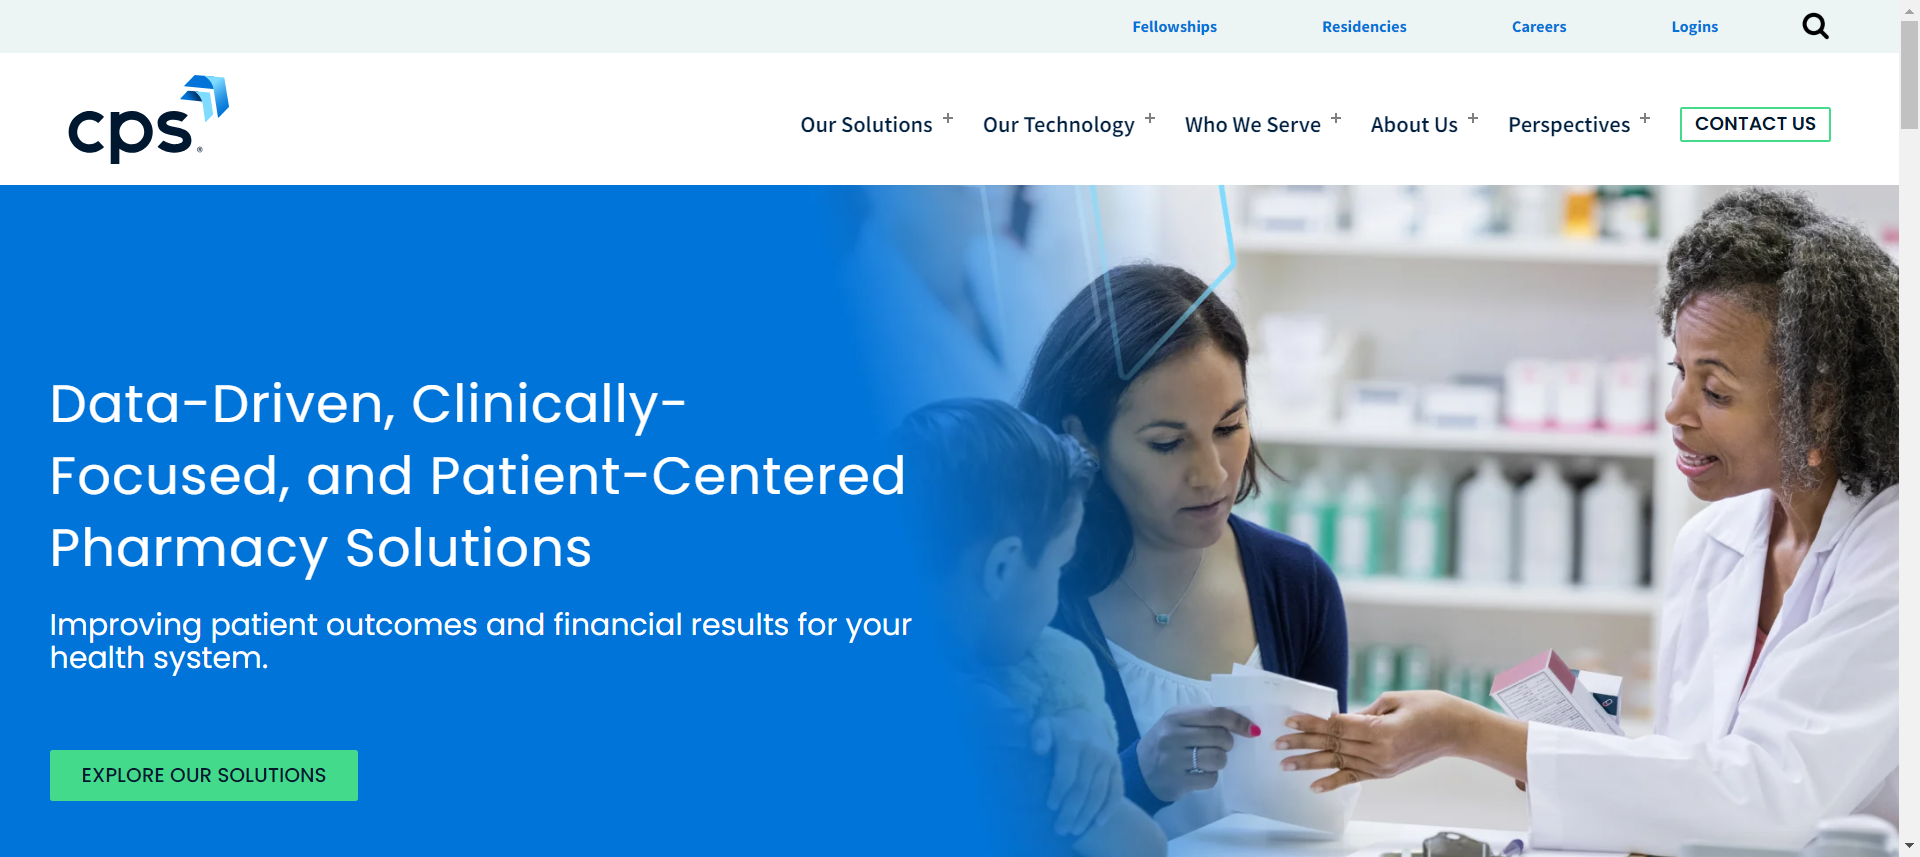 Fellowships Residencies Careers Logins
cps®
Our Solutions + Our Technology + Who We Serve + About Us + Perspectives + CONTACT US
Data-Driven, Clinically-
Focused, and Patient-Centered
Pharmacy Solutions
Improving patient outcomes and financial results for your
health system.
EXPLORE OUR SOLUTIONS